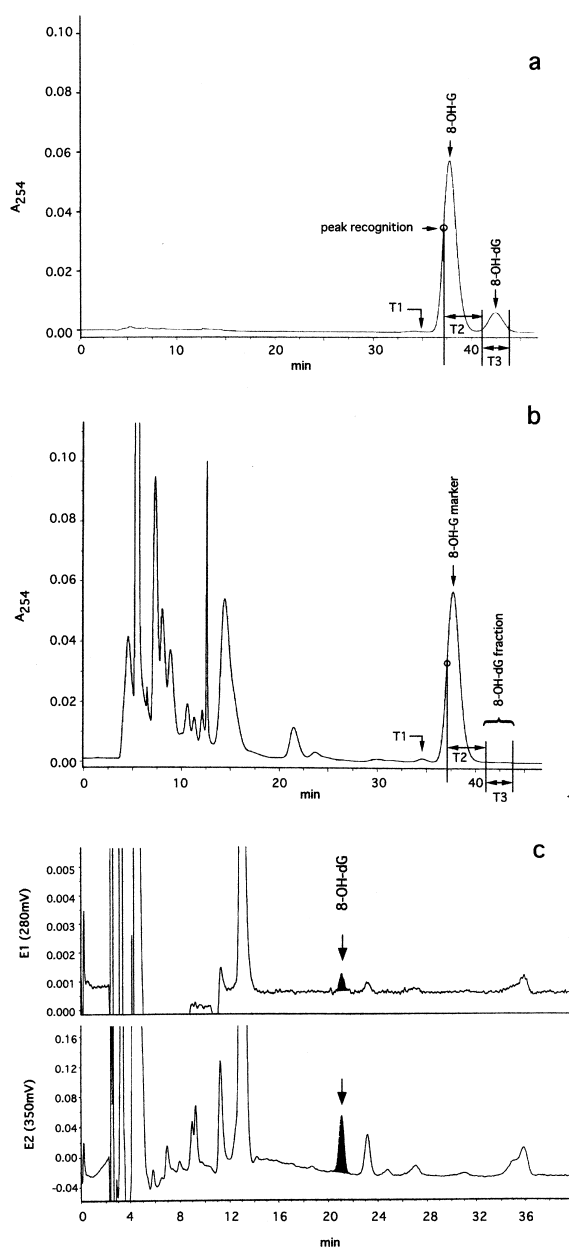 a
0.10
0.08
0.06
0.04
0.02
0.00
A254
8-OH-G
8-OH-dG
peak recognition
T1
T2
T3
0
10
20
30
40
min
b
0.10
0.08
0.06
0.04
0.02
0.00
A254
8-OH-G marker
8-OH-dG fraction
T1
T2
T3
0
10
20
30
40
min
c
0.005
0.004
0.003
0.002
0.001
0.000
E1 (280mV)
8-OH-dG
0.16
0.12
0.08
0.04
0.00
-0.04
E2 (350mV)
0
4
8
12
16
20
24
28
32
36
min